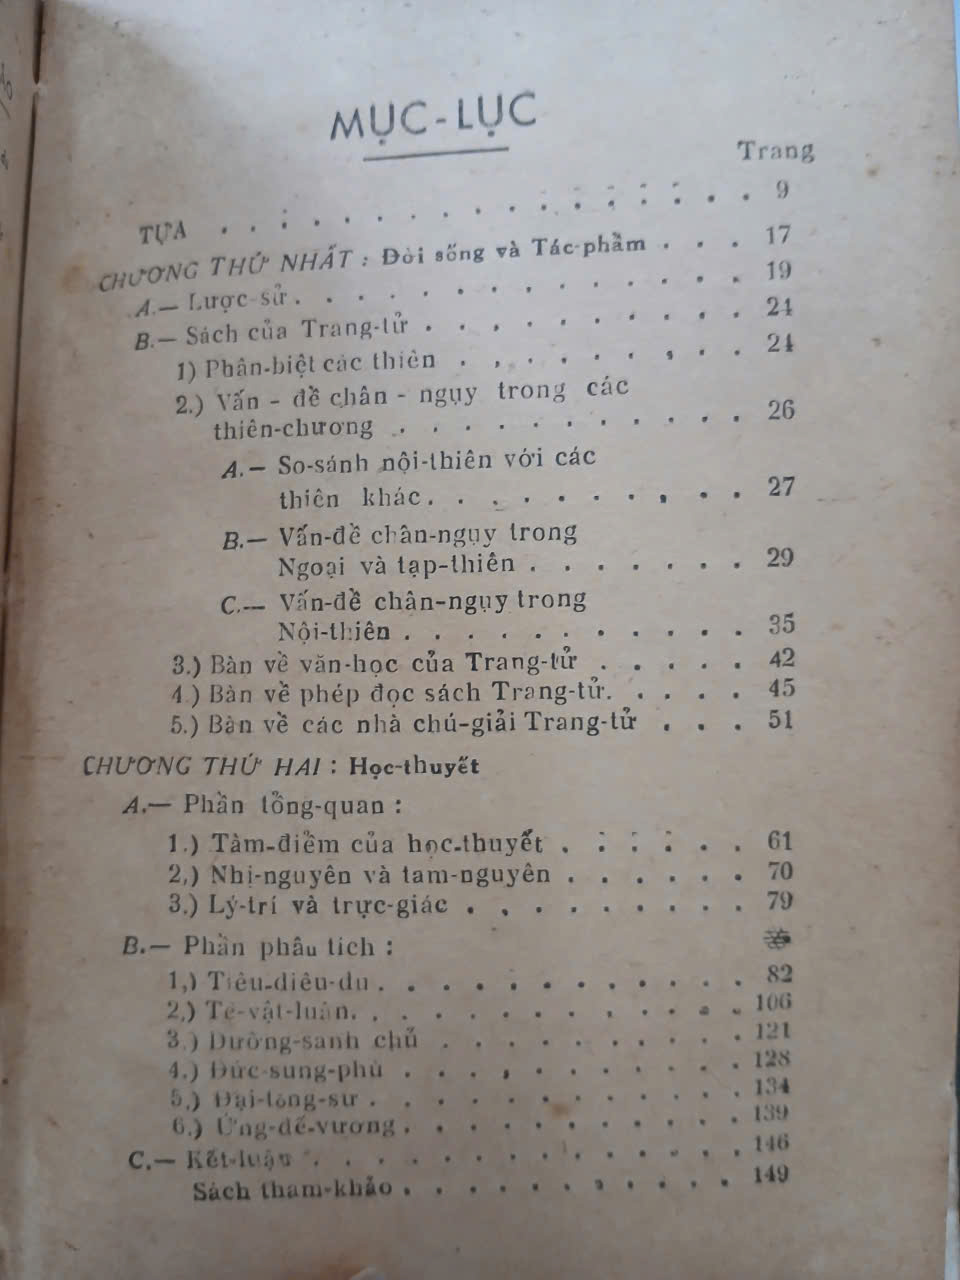 MỤC-LỤC
Trang
TỰA . . . . . . . . . . . . . . . . . 9
CHƯƠNG THỨ NHẤT : Đời sống và Tác-phẩm . . . 17
A.— Lược-sử . . . . . . . . . . . . . . 19
B.— Sách của Trang-tử . . . . . . . . . . 24
1) Phân-biệt các thiên . . . . . . . . . 24
2.) Vấn - đề chân - ngụy trong các
thiên-chương . . . . . . . . . . . 26
A.— So-sánh nội-thiên với các
thiên khác . . . . . . . . . . 27
B.— Vấn-đề chân-ngụy trong
Ngoại và tạp-thiên . . . . . . . 29
C.— Vấn-đề chân-ngụy trong
Nội-thiên . . . . . . . . . . . 35
3.) Bàn về văn-học của Trang-tử . . . . . 42
4.) Bàn về phép đọc sách Trang-tử. . . . . 45
5.) Bàn về các nhà chú-giải Trang-tử . . . 51
CHƯƠNG THỨ HAI : Học-thuyết
A.— Phần tổng-quan :
1.) Tâm-điểm của học-thuyết . . . . . . 61
2,) Nhị-nguyên và tam-nguyên . . . . . . 70
3.) Lý-trí và trực-giác . . . . . . . . . 79
B.— Phần phân tích :
1,) Tiêu-diêu-du . . . . . . . . . . . 82
2,) Tề-vật-luận. . . . . . . . . . . . 106
3.) Dưỡng-sanh chủ . . . . . . . . . . 121
4.) Đức-sung-phù . . . . . . . . . . . 128
5,) Đại-tông-sư . . . . . . . . . . . . 134
6.) Ứng-đế-vương . . . . . . . . . . . 139
C.— Kết-luận . . . . . . . . . . . . . . 146
Sách tham-khảo . . . . . . . . . . . 149